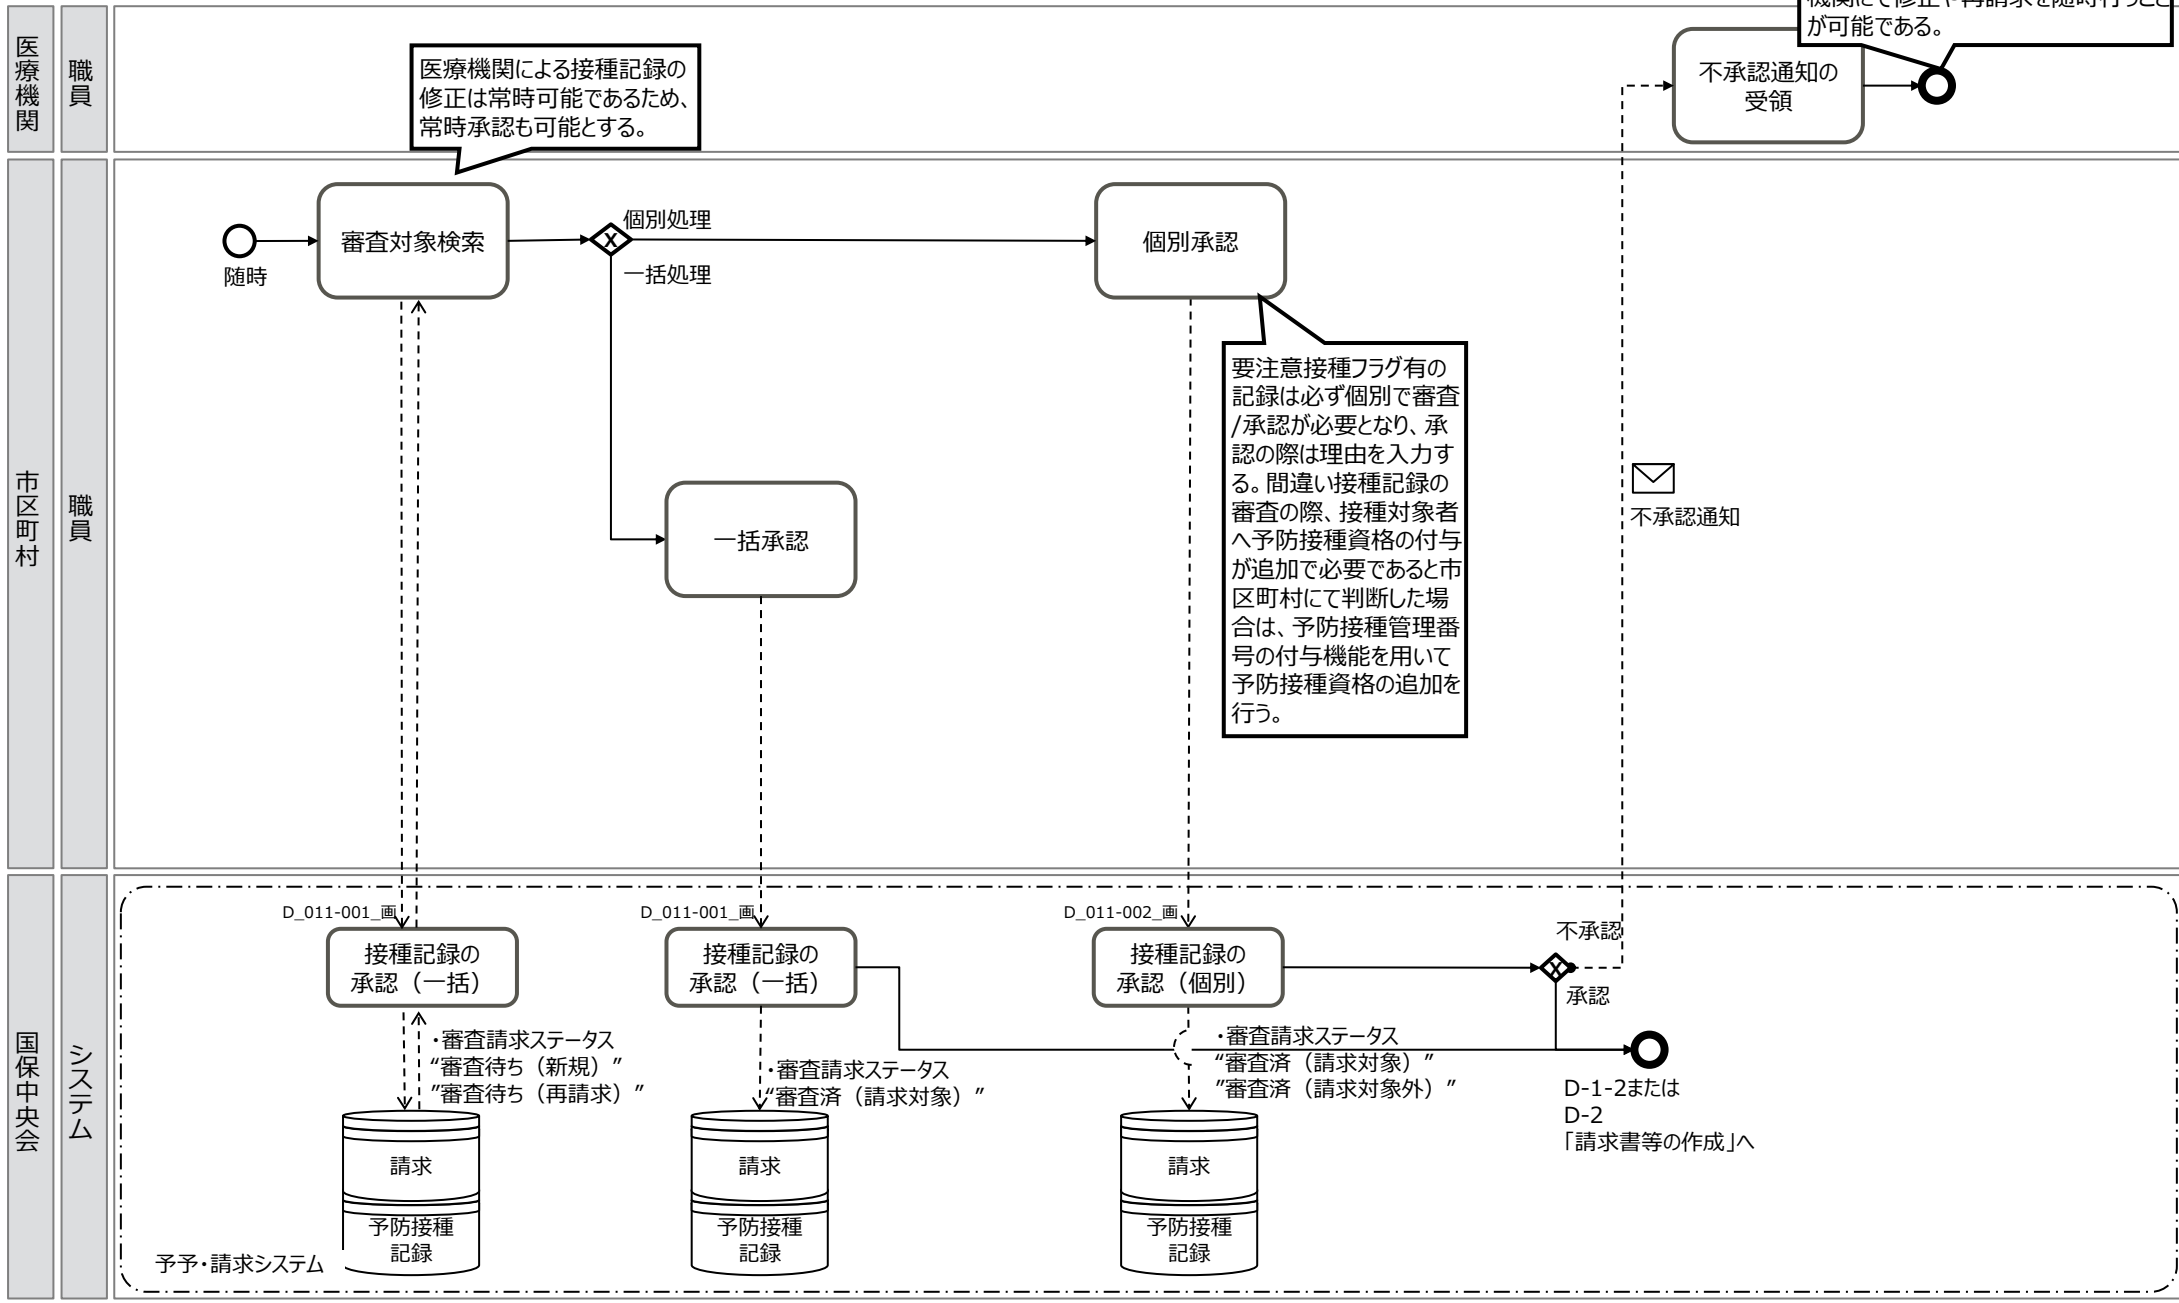 医療機関
職員
医療機関による接種記録の
修正は常時可能であるため、
常時承認も可能とする。
不承認通知の
受領
機関にて修正や再請求を随時行うこと
が可能である。
市区町村
職員
随時
審査対象検索
X
個別処理
一括処理
個別承認
一括承認
要注意接種フラグ有の
記録は必ず個別で審査
/承認が必要となり、承
認の際は理由を入力す
る。間違い接種記録の
審査の際、接種対象者
へ予防接種資格の付与
が追加で必要であると市
区町村にて判断した場
合は、予防接種管理番
号の付与機能を用いて
予防接種資格の追加を
行う。
不承認通知
国保中央会
システム
D_011-001_画
接種記録の
承認（一括）
・審査請求ステータス
“審査待ち（新規）”
”審査待ち（再請求）”
請求
予防接種
記録
D_011-001_画
接種記録の
承認（一括）
・審査請求ステータス
“審査済（請求対象）”
請求
予防接種
記録
D_011-002_画
接種記録の
承認（個別）
・審査請求ステータス
“審査済（請求対象）”
”審査済（請求対象外）”
請求
予防接種
記録
不承認
X
承認
D-1-2または
D-2
「請求書等の作成」へ
予予・請求システム